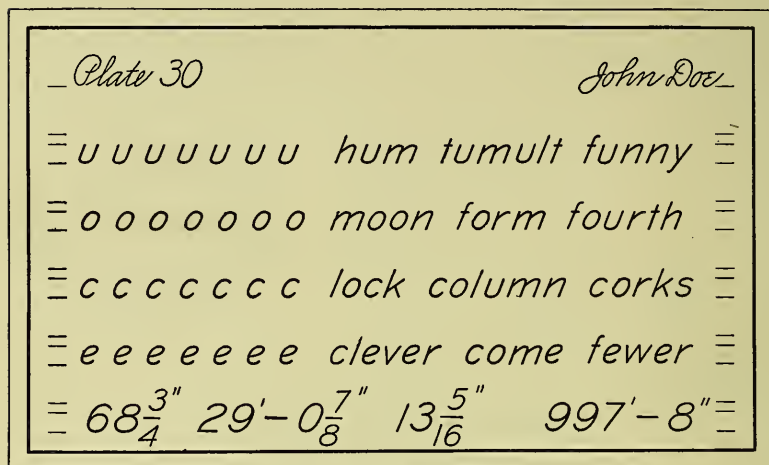 Plate 30 John Doe
u u u u u u u hum tumult funny
o o o o o o o moon form fourth
c c c c c c c lock column corks
e e e e e e e clever come fewer
68 3/4" 29'-0 7/8" 13 5/16" 997'-8"